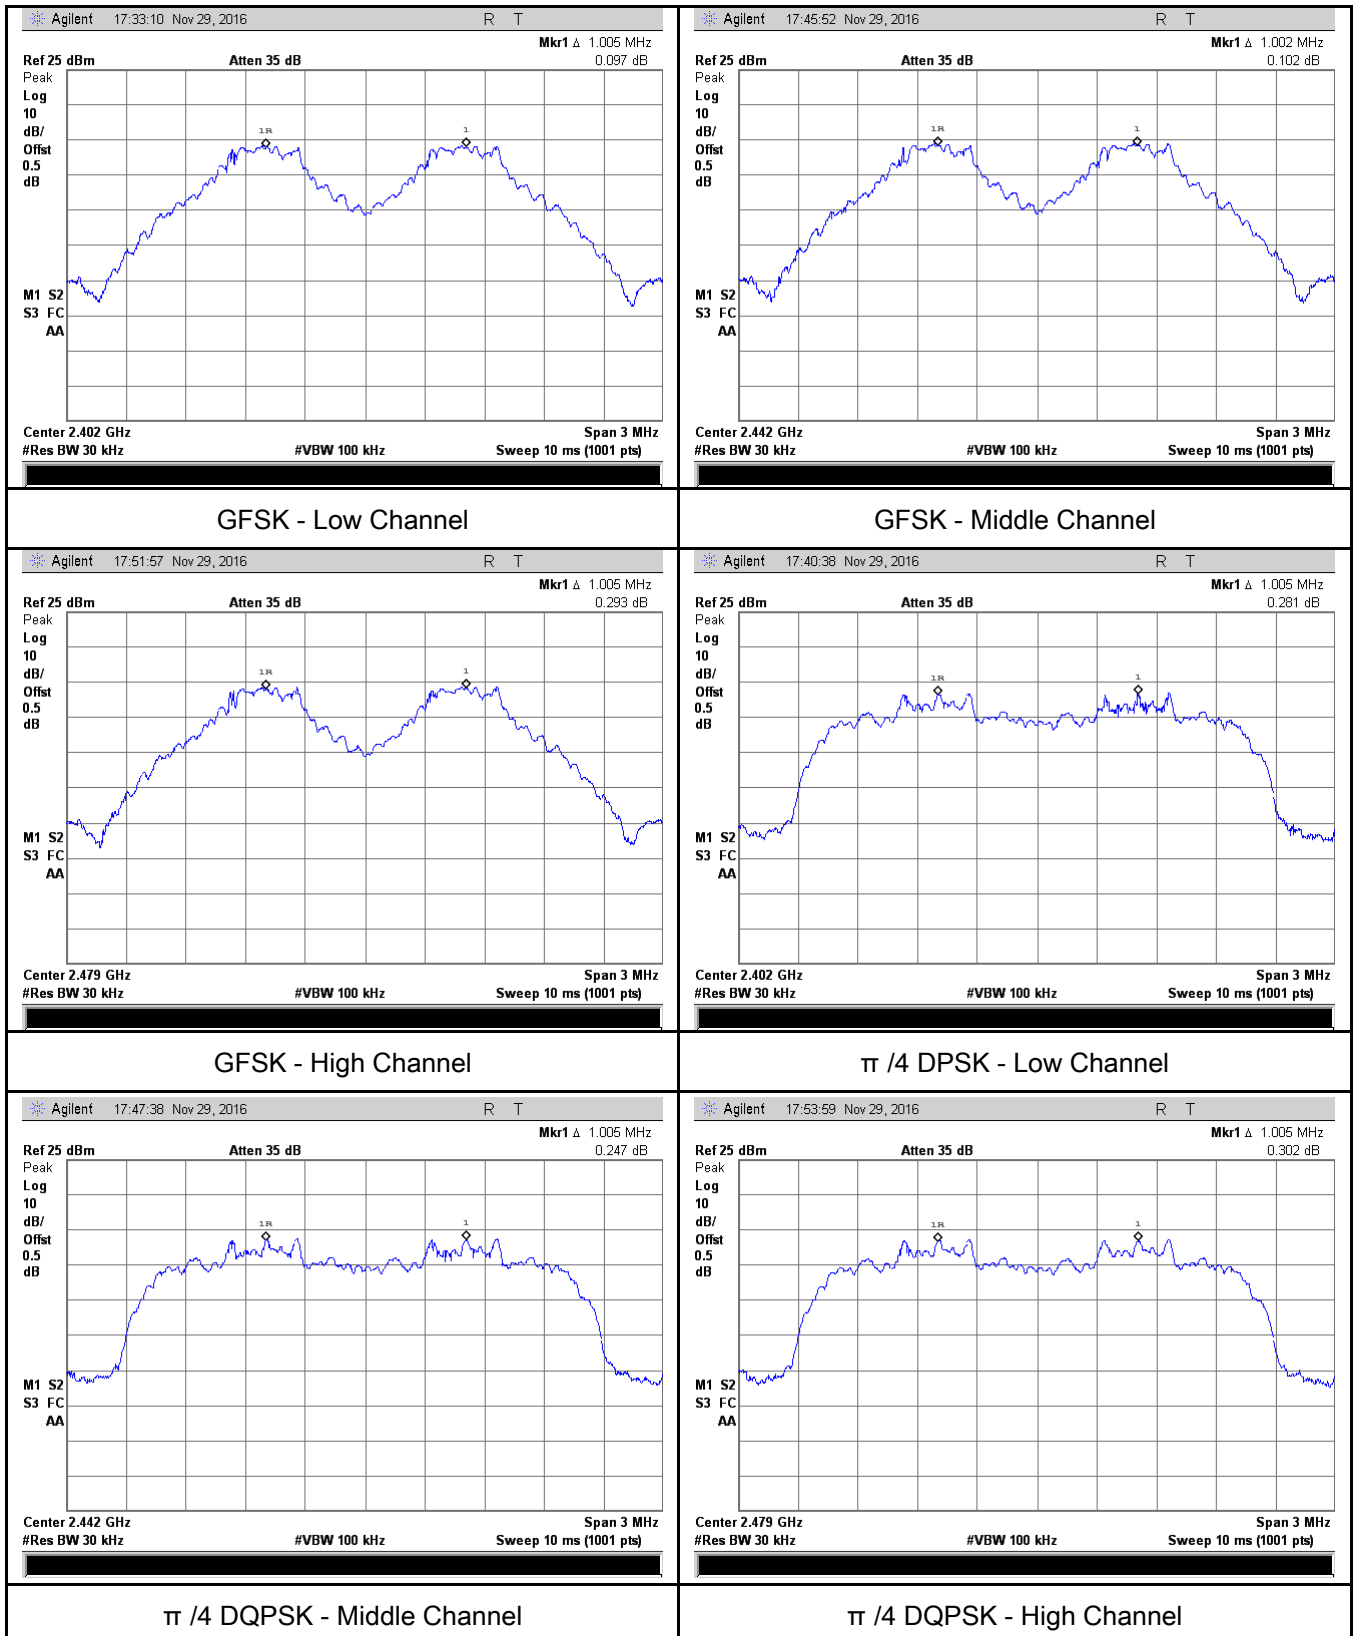 Agilent 17:33:10 Nov 29, 2016 R T
Mkr1 Δ 1.005 MHz
Ref 25 dBm Atten 35 dB 0.097 dB
Peak
Log
10
dB/
Offst
0.5
dB
1R 1
M1 S2
S3 FC
AA
Center 2.402 GHz Span 3 MHz
#Res BW 30 kHz #VBW 100 kHz Sweep 10 ms (1001 pts)
GFSK - Low Channel
Agilent 17:45:52 Nov 29, 2016 R T
Mkr1 Δ 1.002 MHz
Ref 25 dBm Atten 35 dB 0.102 dB
Peak
Log
10
dB/
Offst
0.5
dB
1R 1
M1 S2
S3 FC
AA
Center 2.442 GHz Span 3 MHz
#Res BW 30 kHz #VBW 100 kHz Sweep 10 ms (1001 pts)
GFSK - Middle Channel
Agilent 17:51:57 Nov 29, 2016 R T
Mkr1 Δ 1.005 MHz
Ref 25 dBm Atten 35 dB 0.293 dB
Peak
Log
10
dB/
Offst
0.5
dB
1R 1
M1 S2
S3 FC
AA
Center 2.479 GHz Span 3 MHz
#Res BW 30 kHz #VBW 100 kHz Sweep 10 ms (1001 pts)
GFSK - High Channel
Agilent 17:40:38 Nov 29, 2016 R T
Mkr1 Δ 1.005 MHz
Ref 25 dBm Atten 35 dB 0.281 dB
Peak
Log
10
dB/
Offst
0.5
dB
1R 1
M1 S2
S3 FC
AA
Center 2.402 GHz Span 3 MHz
#Res BW 30 kHz #VBW 100 kHz Sweep 10 ms (1001 pts)
π /4 DPSK - Low Channel
Agilent 17:47:38 Nov 29, 2016 R T
Mkr1 Δ 1.005 MHz
Ref 25 dBm Atten 35 dB 0.247 dB
Peak
Log
10
dB/
Offst
0.5
dB
1R 1
M1 S2
S3 FC
AA
Center 2.442 GHz Span 3 MHz
#Res BW 30 kHz #VBW 100 kHz Sweep 10 ms (1001 pts)
π /4 DQPSK - Middle Channel
Agilent 17:53:59 Nov 29, 2016 R T
Mkr1 Δ 1.005 MHz
Ref 25 dBm Atten 35 dB 0.302 dB
Peak
Log
10
dB/
Offst
0.5
dB
1R 1
M1 S2
S3 FC
AA
Center 2.479 GHz Span 3 MHz
#Res BW 30 kHz #VBW 100 kHz Sweep 10 ms (1001 pts)
π /4 DQPSK - High Channel